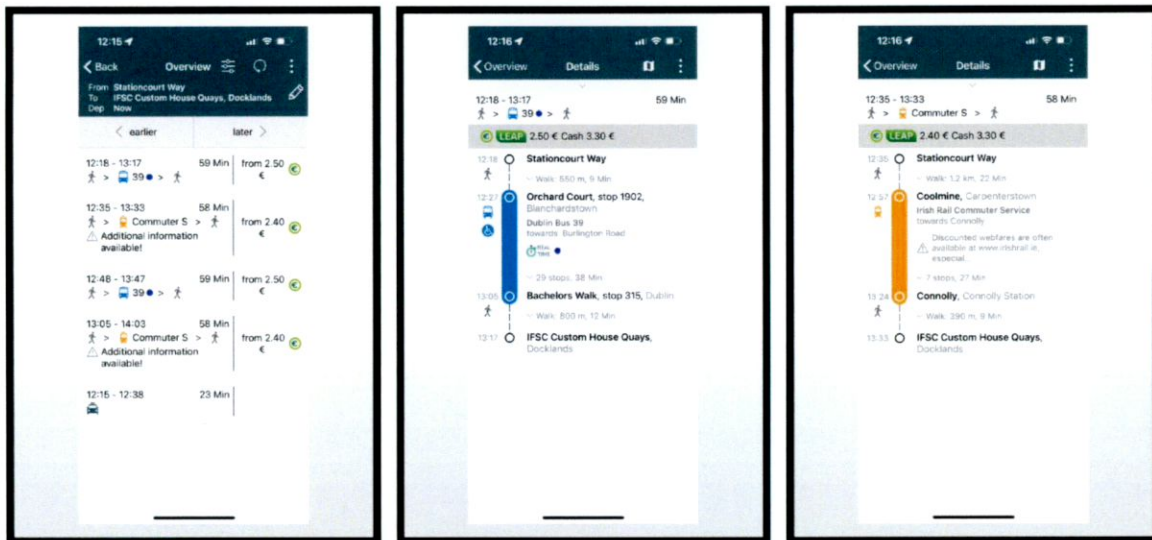 12:15
Back
Overview
From Stationcourt Way
To IFSC Custom House Quays, Docklands
Dep Now
earlier
later
12:18 - 13:17 59 Min from 2.50 €
> 39 >
12:35 - 13:33 58 Min from 2.40 €
> Commuter S >
Additional information available!
12:48 - 13:47 59 Min from 2.50 €
> 39 >
13:05 - 14:03 58 Min from 2.40 €
> Commuter S >
Additional information available!
12:15 - 12:38 23 Min
12:16
Overview
Details
12:18 - 13:17 59 Min
> 39 >
LEAP 2.50 € Cash 3.30 €
12:18 Stationcourt Way
Walk: 550 m, 9 Min
12:27 Orchard Court, stop 1902,
Blanchardstown
Dublin Bus 39
towards Burlington Road
REAL TIME
29 stops, 38 Min
13:05 Bachelors Walk, stop 315, Dublin
Walk: 800 m, 12 Min
13:17 IFSC Custom House Quays,
Docklands
12:16
Overview
Details
12:35 - 13:33 58 Min
> Commuter S >
LEAP 2.40 € Cash 3.30 €
12:35 Stationcourt Way
Walk: 1.2 km, 22 Min
12:57 Coolmine, Carpenterstown
Irish Rail Commuter Service
towards Connolly
Discounted webfares are often
available at www.irishrail.ie,
especial...
7 stops, 27 Min
13:24 Connolly, Connolly Station
Walk: 290 m, 9 Min
13:33 IFSC Custom House Quays,
Docklands